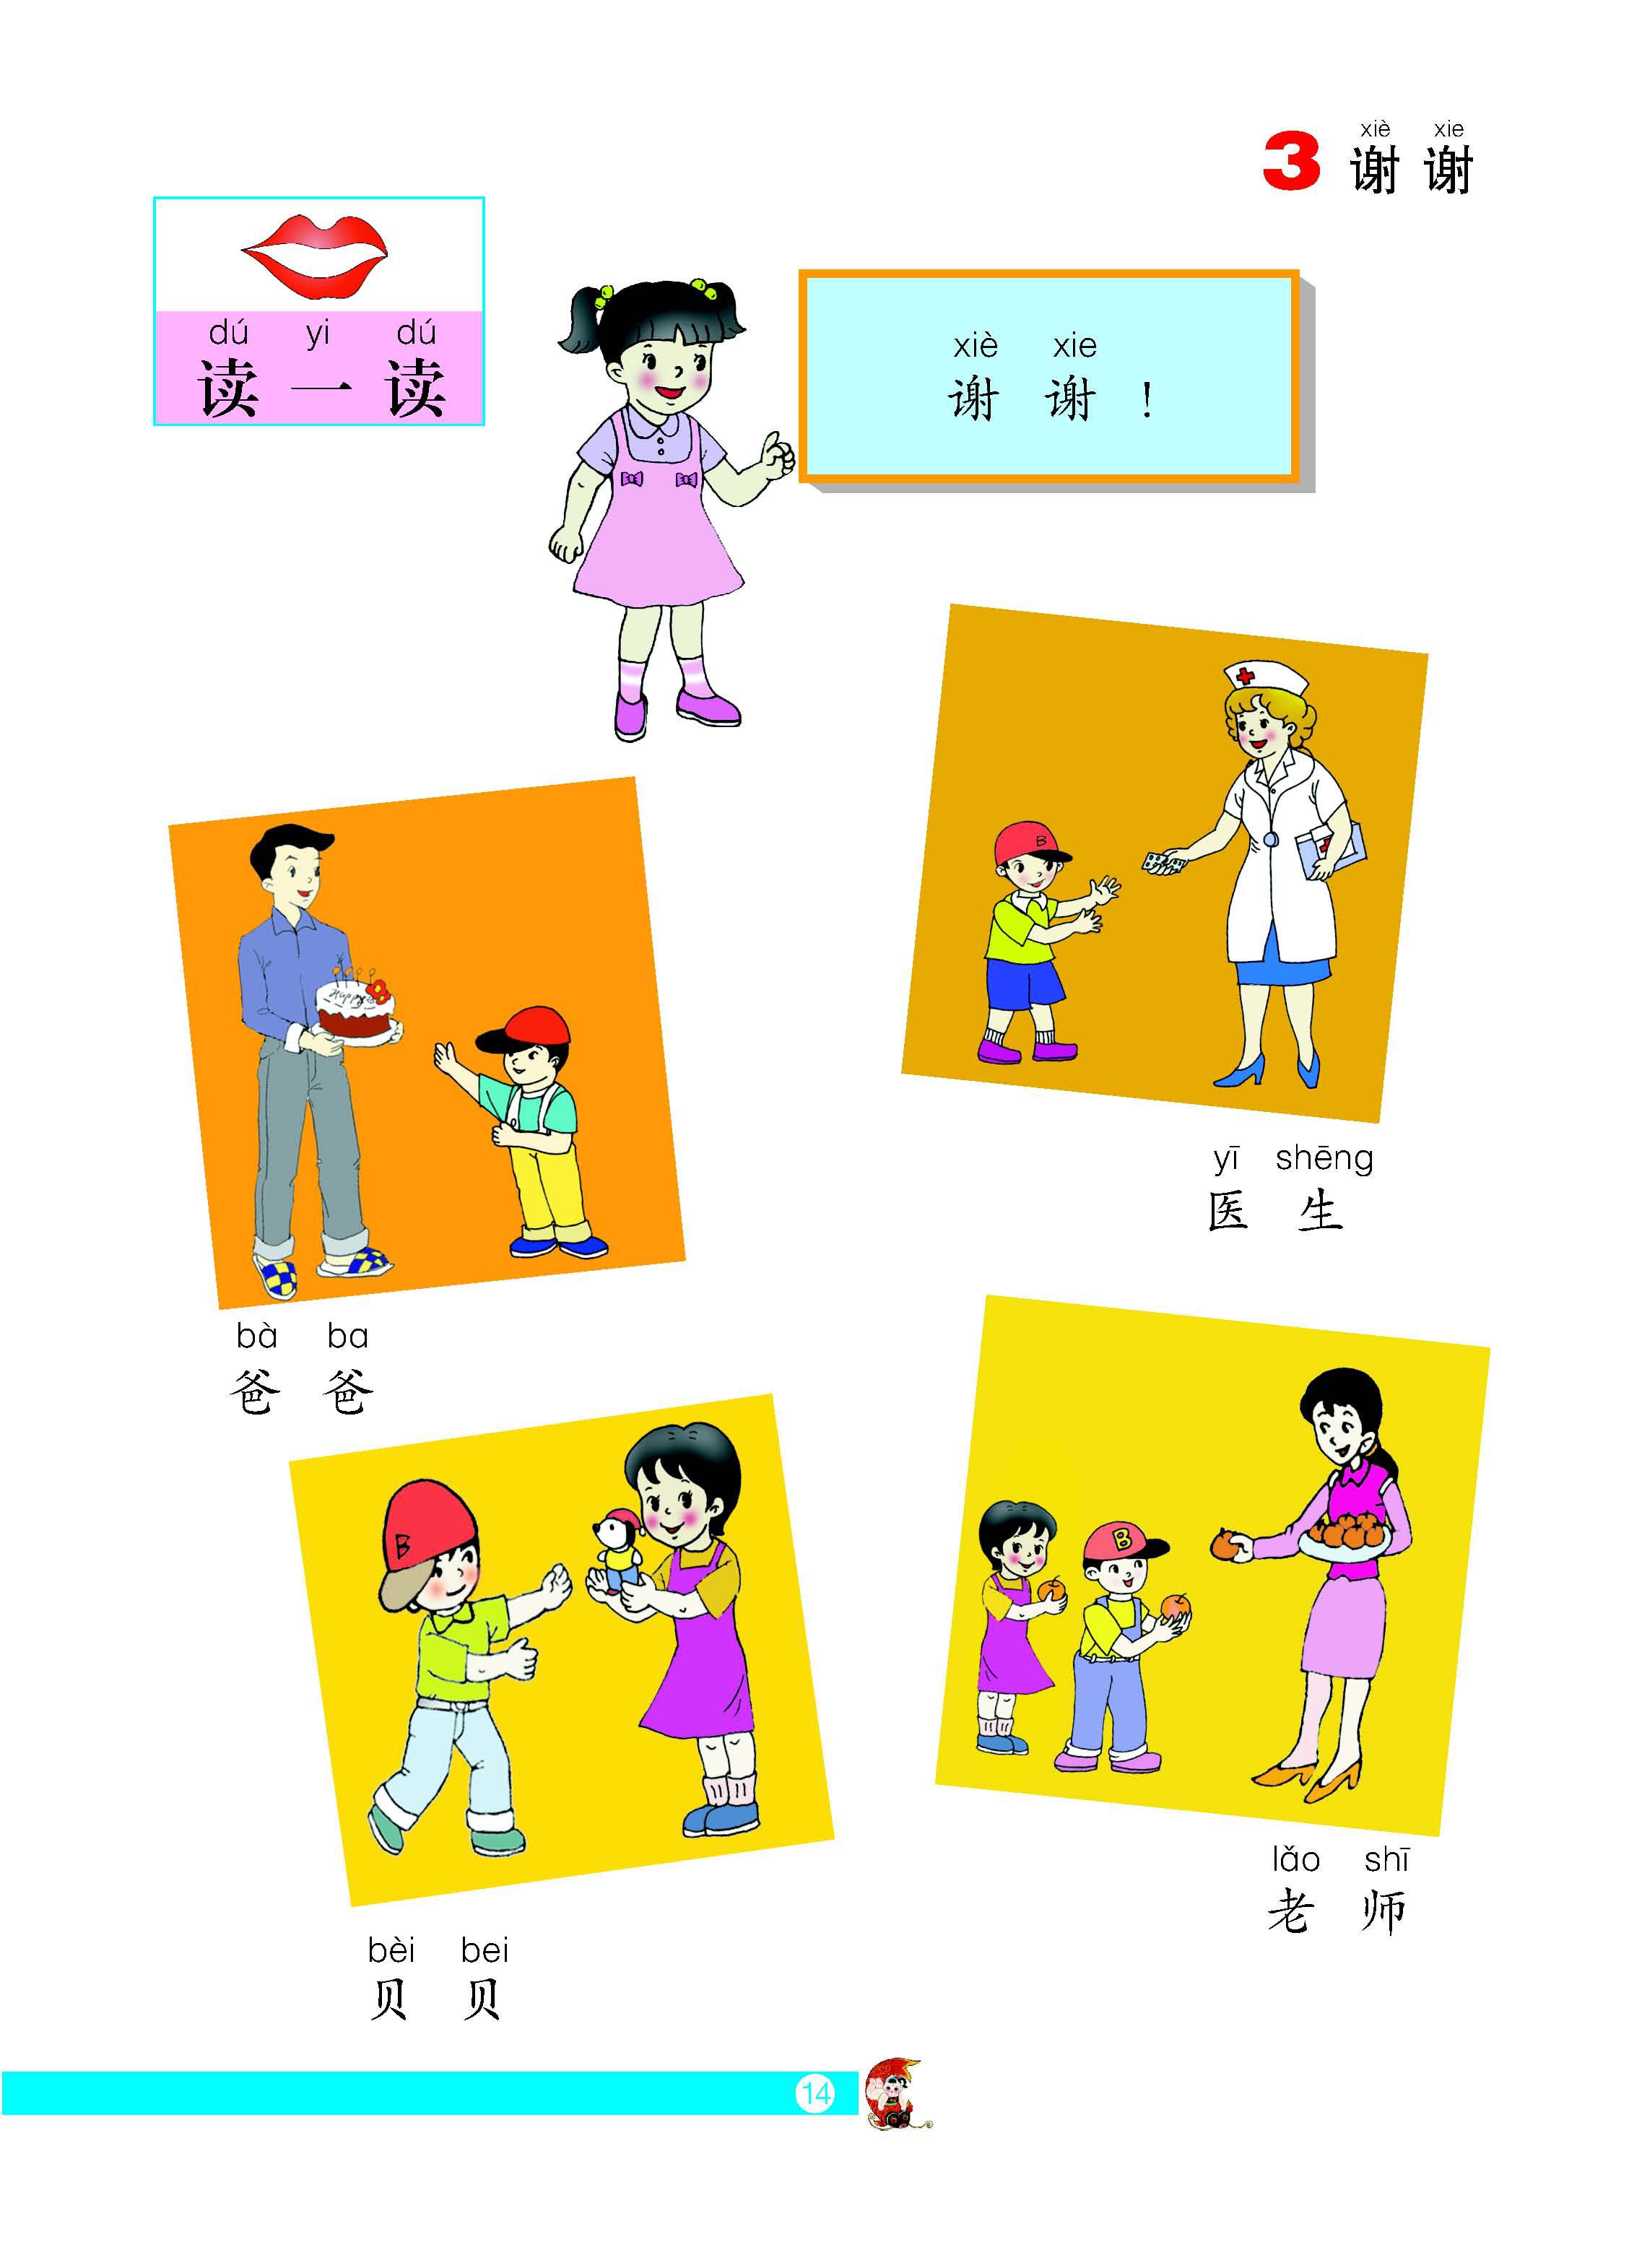 xiè xie
3 谢 谢
dú yi dú
读 一 读
xiè xie
谢 谢 !
B
yī shēng
医 生
Happy
bà ba
爸 爸
B
B
lǎo shī
老 师
bèi bei
贝 贝
14